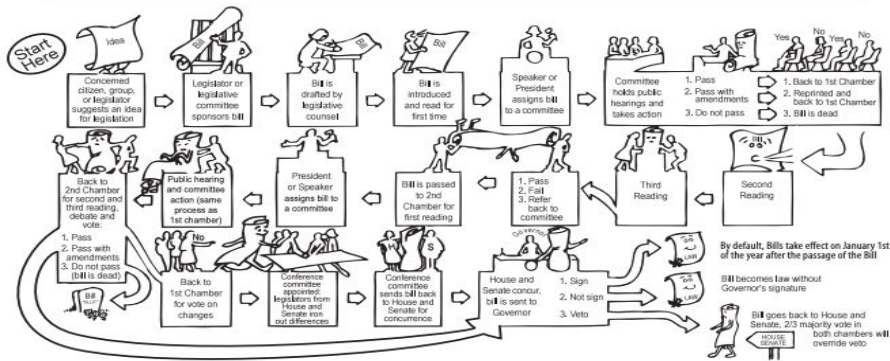 Start
Here
Idea
Concerned
citizen, group,
or legislator
suggests an idea
for legislation
Bill
Legislator or
legislative
committee
sponsors bill
Bill
Bill is
drafted by
legislative
counsel
Bill
Bill is
introduced and
read for
first time
Speaker or
President
assigns bill
to a committee
Committee
holds public
hearings and
takes action
1. Pass
2. Pass with
amendments
3. Do not pass
Yes
No
Yes
No
1. Back to 1st Chamber
2. Reprinted and
back to 1st Chamber
3. Bill is dead
Bill
Second
Reading
Third
Reading
1. Pass
2. Fail
3. Refer
back to
committee
Bill is passed
to 2nd
Chamber for
first reading
President
or Speaker
assigns bill to
a committee
Public hearing
and committee
action (same
process as
1st chamber)
Back to
2nd Chamber
for second and
third reading,
debate and
vote:
1. Pass
2. Pass with
amendments
3. Do not pass
(bill is dead)
Bill
No
Back to
1st Chamber
for vote on
changes
Conference
committee
appointed:
legislators from
House and
Senate iron
out differences
H
S
Conference
committee
sends bill back
to House and
Senate for
concurrence
Governor
House and
Senate concur,
bill is sent to
Governor
1. Sign
2. Not sign
3. Veto
Bill
LAW
By default, Bills take effect on January 1st
of the year after the passage of the Bill
Bill
LAW
Bill becomes law without
Governor's signature
Bill goes back to House and
Senate, 2/3 majority vote in
both chambers will
override veto
HOUSE
SENATE